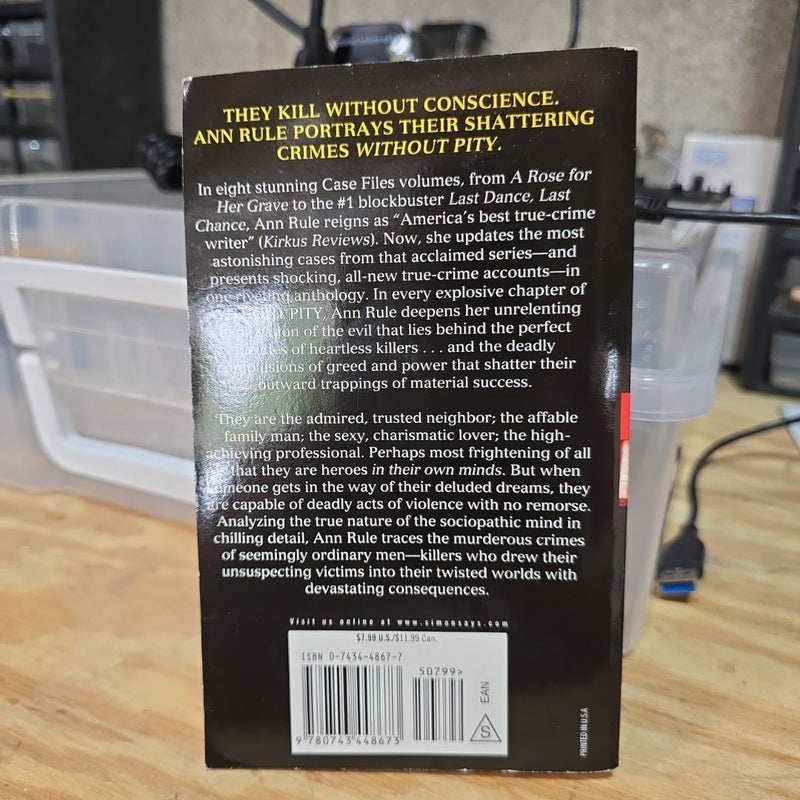 THEY KILL WITHOUT CONSCIENCE.
ANN RULE PORTRAYS THEIR SHATTERING
CRIMES WITHOUT PITY.
In eight stunning Case Files volumes, from A Rose for
Her Grave to the #1 blockbuster Last Dance, Last
Chance, Ann Rule reigns as “America’s best true-crime
writer” (Kirkus Reviews). Now, she updates the most
astonishing cases from that acclaimed series—and
presents shocking, all-new true-crime accounts—in
one riveting anthology. In every explosive chapter of
PITY, Ann Rule deepens her unrelenting
of the evil that lies behind the perfect
of heartless killers . . . and the deadly
of greed and power that shatter their
outward trappings of material success.
They are the admired, trusted neighbor; the affable
family man; the sexy, charismatic lover; the high-
achieving professional. Perhaps most frightening of all
that they are heroes in their own minds. But when
someone gets in the way of their deluded dreams, they
are capable of deadly acts of violence with no remorse.
Analyzing the true nature of the sociopathic mind in
chilling detail, Ann Rule traces the murderous crimes
of seemingly ordinary men—killers who drew their
unsuspecting victims into their twisted worlds with
devastating consequences.
Visit us online at www.simonsays.com
$7.99 U.S./$11.99 Can.
ISBN 0-7434-4867-7
50799>
EAN
S
9 780743 448673
PRINTED IN U.S.A